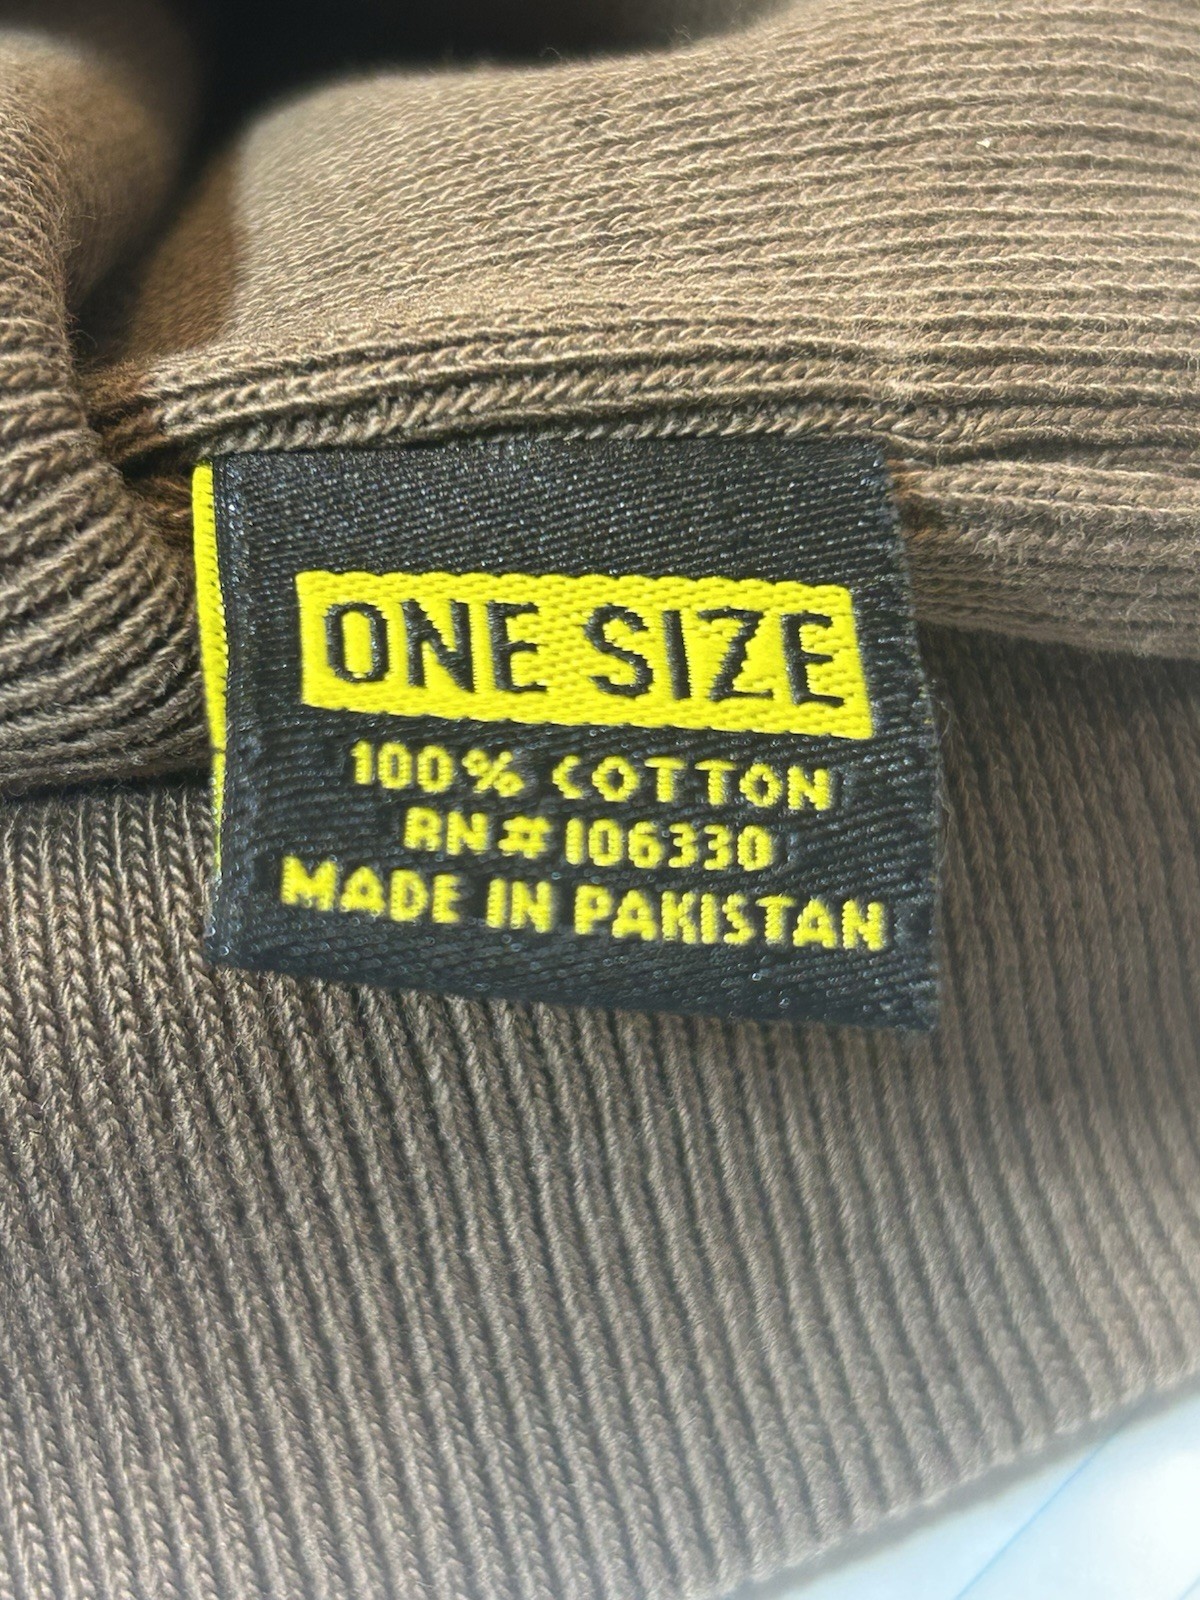 ONE SIZE
100% COTTON
RN# 106330
MADE IN PAKISTAN